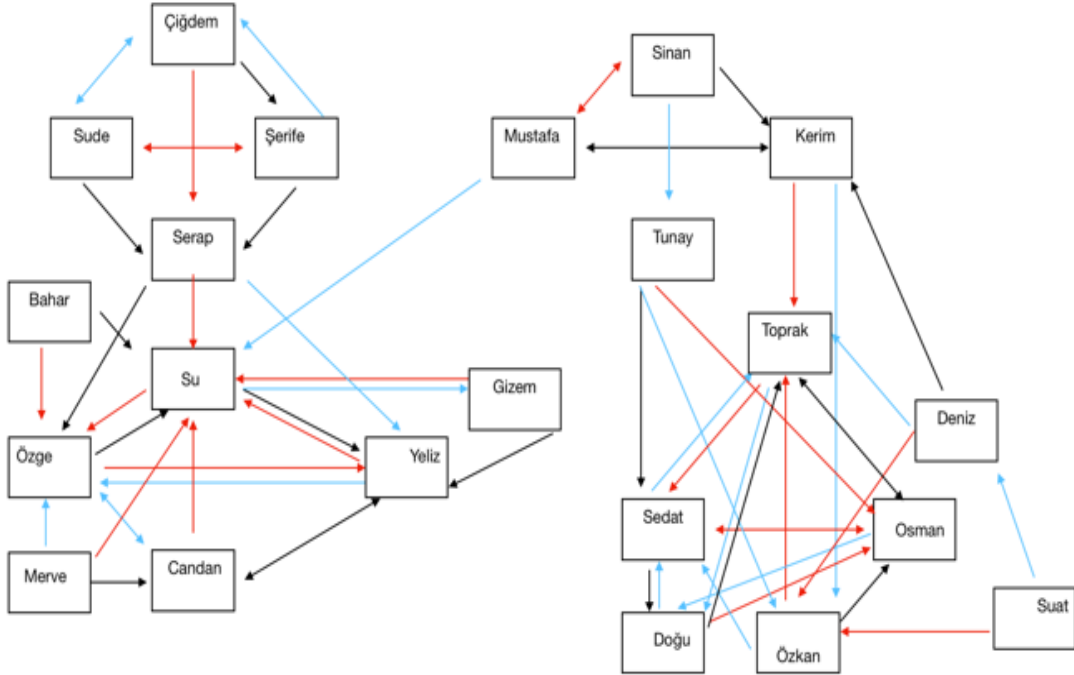 Çiğdem
Sinan
Sude
Şerife
Mustafa
Kerim
Serap
Tunay
Bahar
Toprak
Su
Gizem
Deniz
Özge
Yeliz
Sedat
Osman
Merve
Candan
Suat
Doğu
Özkan